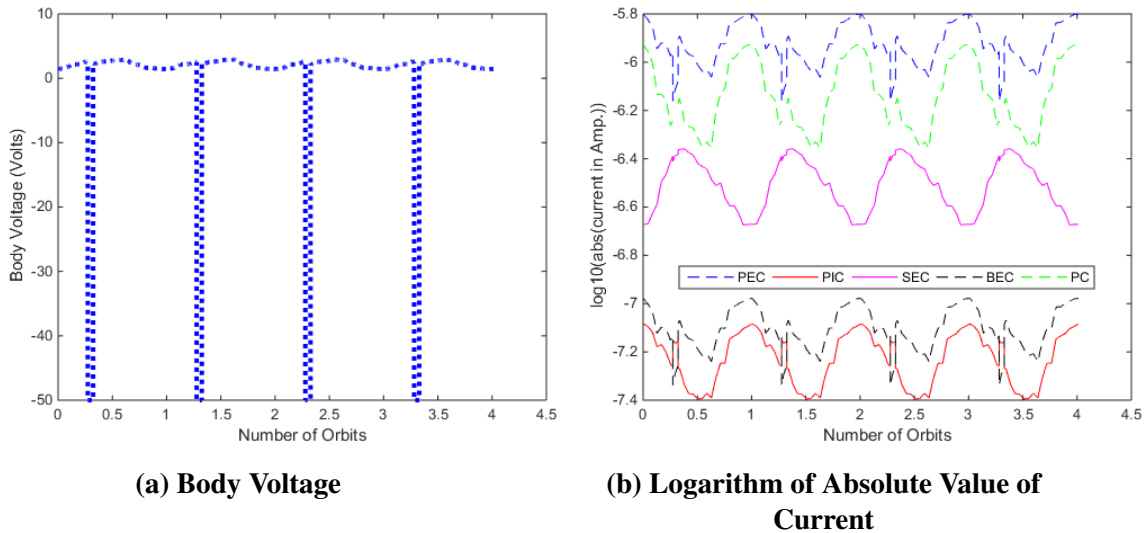 10
0
-10
-20
-30
-40
-50
0 0.5 1 1.5 2 2.5 3 3.5 4 4.5
Body Voltage (Volts)
Number of Orbits
(a) Body Voltage
-5.8
-6
-6.2
-6.4
-6.6
-6.8
-7
-7.2
-7.4
0 0.5 1 1.5 2 2.5 3 3.5 4 4.5
log10(abs(current in Amp.))
PEC PIC SEC BEC PC
Number of Orbits
(b) Logarithm of Absolute Value of
Current